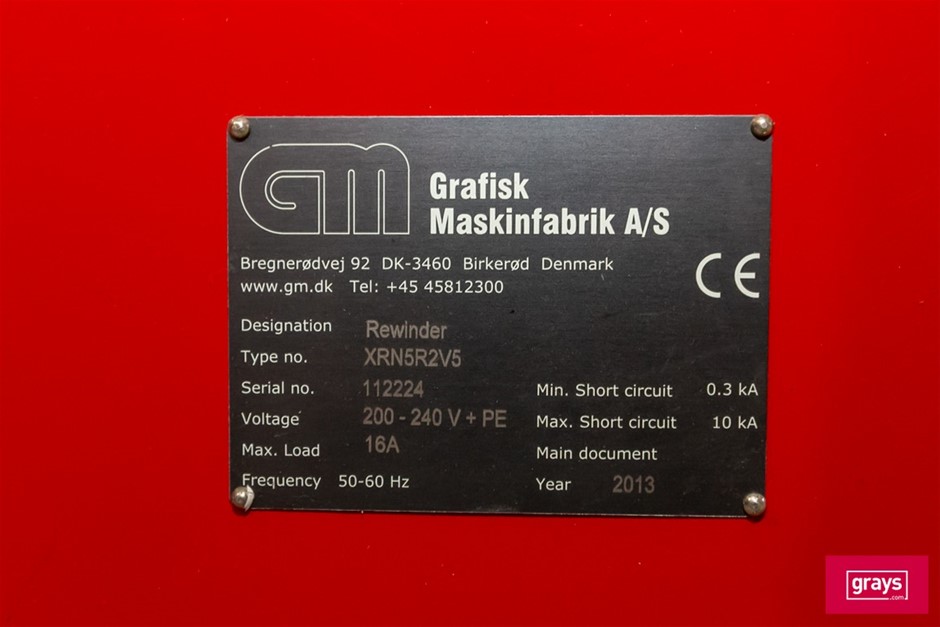 GM
Grafisk
Maskinfabrik A/S
Bregnerødvej 92 DK-3460 Birkerød Denmark
www.gm.dk Tel: +45 45812300
CE
Designation Rewinder
Type no. XRN5R2V5
Serial no. 112224
Min. Short circuit 0.3 kA
Voltage 200 - 240 V + PE
Max. Short circuit 10 kA
Max. Load 16A
Main document
Frequency 50-60 Hz
Year 2013
grays
.com